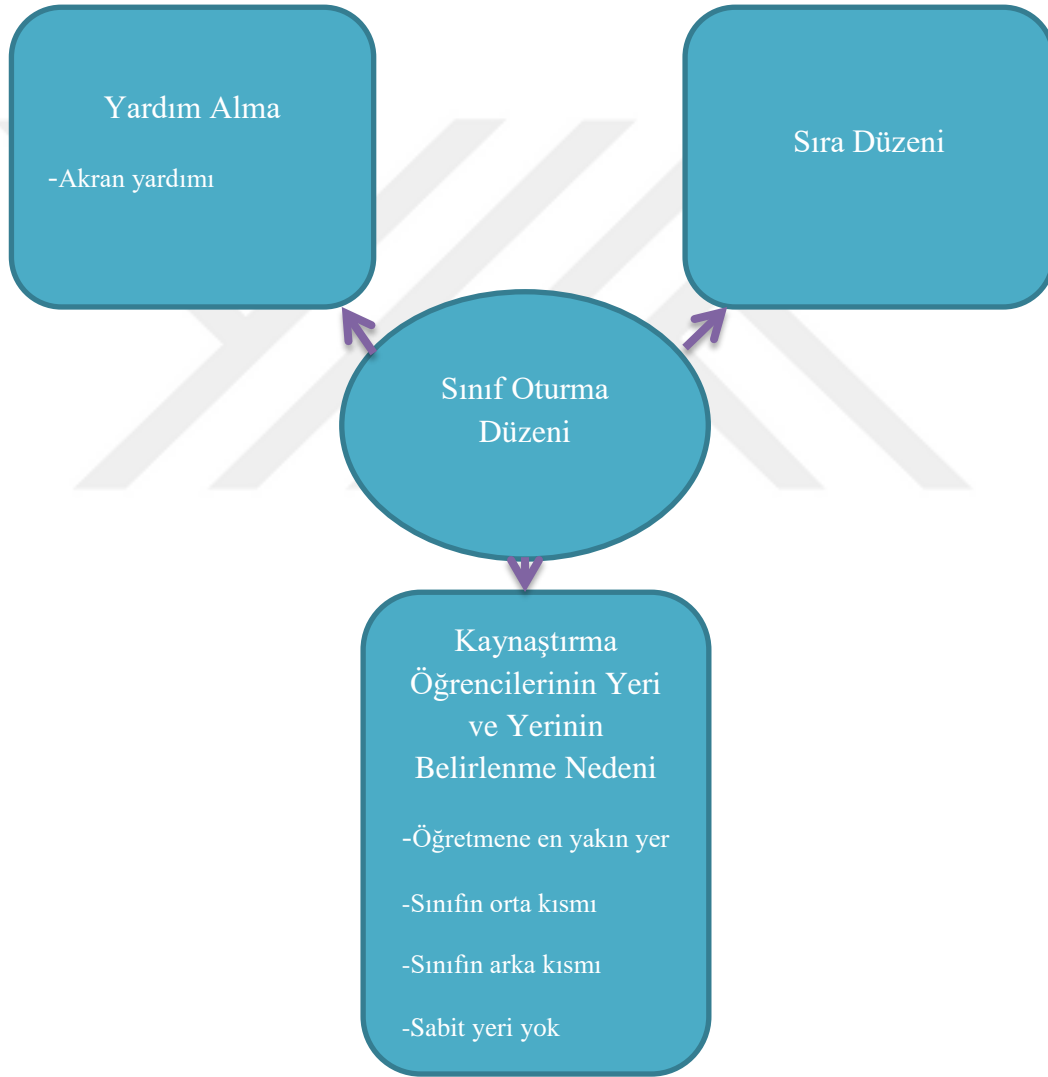 Yardım Alma
-Akran yardımı
Sıra Düzeni
Sınıf Oturma
Düzeni
Kaynaştırma
Öğrencilerinin Yeri
ve Yerinin
Belirlenme Nedeni
-Öğretmene en yakın yer
-Sınıfın orta kısmı
-Sınıfın arka kısmı
-Sabit yeri yok